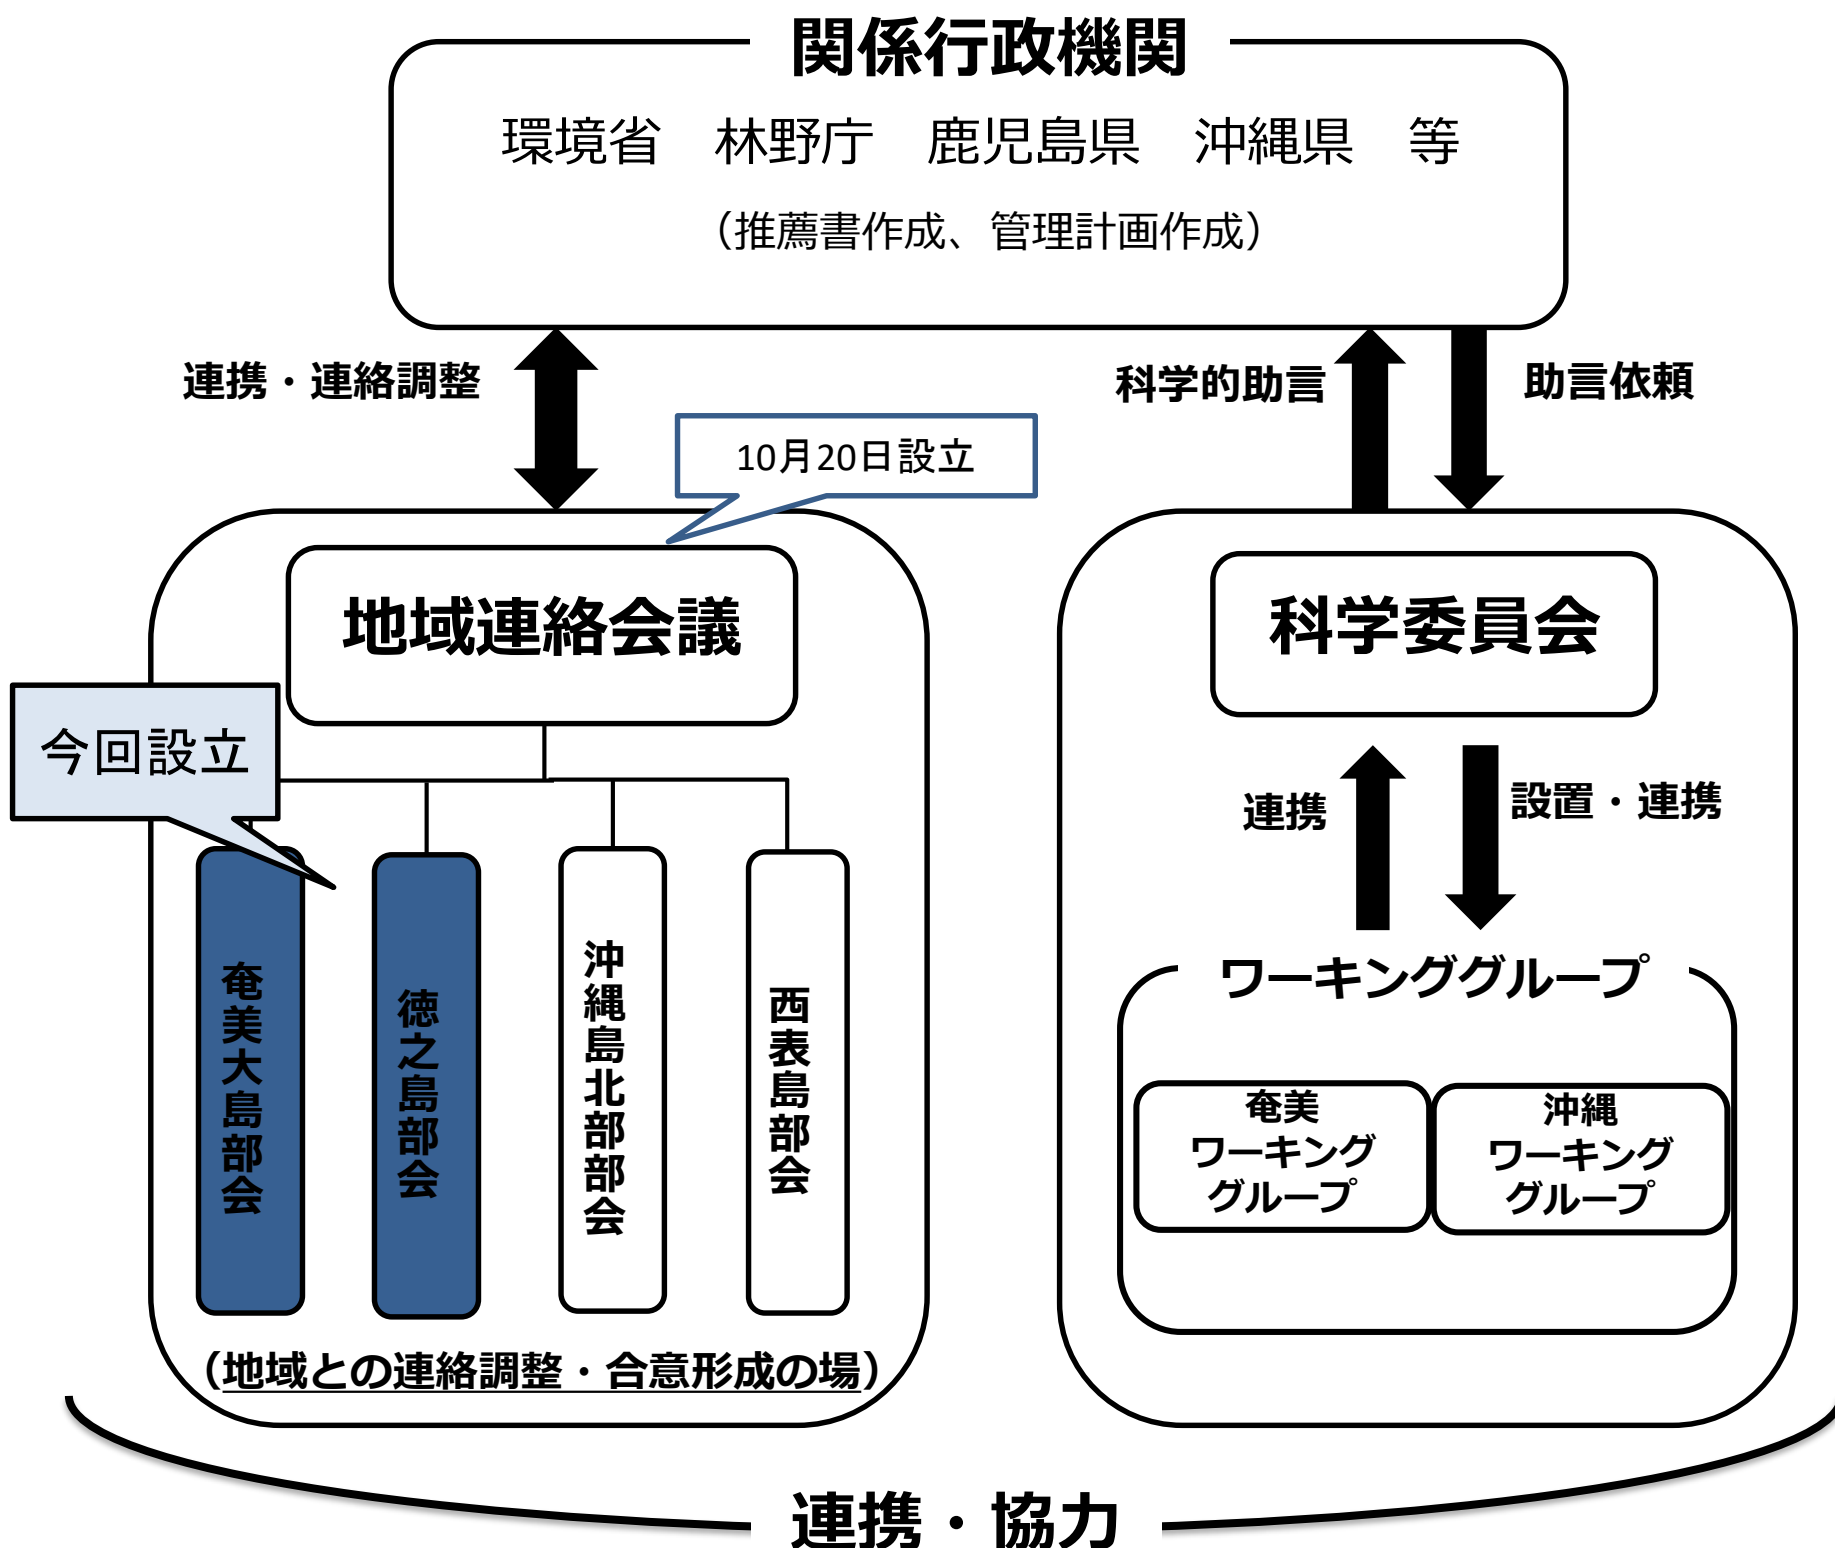 関係行政機関
環境省　林野庁　鹿児島県　沖縄県　等
（推薦書作成、管理計画作成）
連携・連絡調整
科学的助言
助言依頼
10月20日設立
地域連絡会議
科学委員会
今回設立
連携
設置・連携
奄美大島部会
徳之島部会
沖縄島北部部会
西表島部会
ワーキンググループ
奄美
ワーキング
グループ
沖縄
ワーキング
グループ
（地域との連絡調整・合意形成の場）
連携・協力